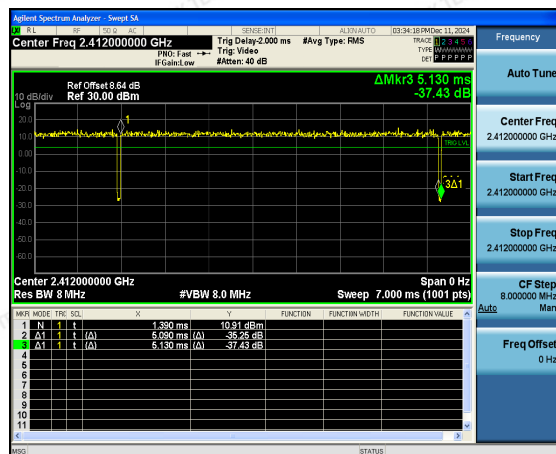 Agilent Spectrum Analyzer - Swept SA
RL RF 50 Ω AC SENSE:INT ALIGNAUTO 03:34:18 PM Dec 11, 2024
Center Freq 2.412000000 GHz
PNO: Fast
IFGain:Low
Trig Delay-2.000 ms
Trig: Video
#Atten: 40 dB
#Avg Type: RMS
TRACE 1 2 3 4 5 6
TYPE
DET P P P P P P
ΔMkr3 5.130 ms
-37.43 dB
Ref Offset 8.64 dB
Ref 30.00 dBm
10 dB/div
Log
20.0
10.0
0.00
-10.0
-20.0
-30.0
-40.0
-50.0
-60.0
1
TRIG LVL
3Δ1
Center 2.412000000 GHz
Span 0 Hz
Res BW 8 MHz
#VBW 8.0 MHz
Sweep 7.000 ms (1001 pts)
MKR MODE TRC SCL X Y FUNCTION FUNCTION WIDTH FUNCTION VALUE
1 N 1 t 1.390 ms 10.91 dBm
2 Δ1 1 t (Δ) 5.090 ms (Δ) -35.25 dB
3 Δ1 1 t (Δ) 5.130 ms (Δ) -37.43 dB
4
5
6
7
8
9
10
11
MSG
STATUS
Frequency
Auto Tune
Center Freq
2.412000000 GHz
Start Freq
2.412000000 GHz
Stop Freq
2.412000000 GHz
CF Step
8.000000 MHz
Auto Man
Freq Offset
0 Hz